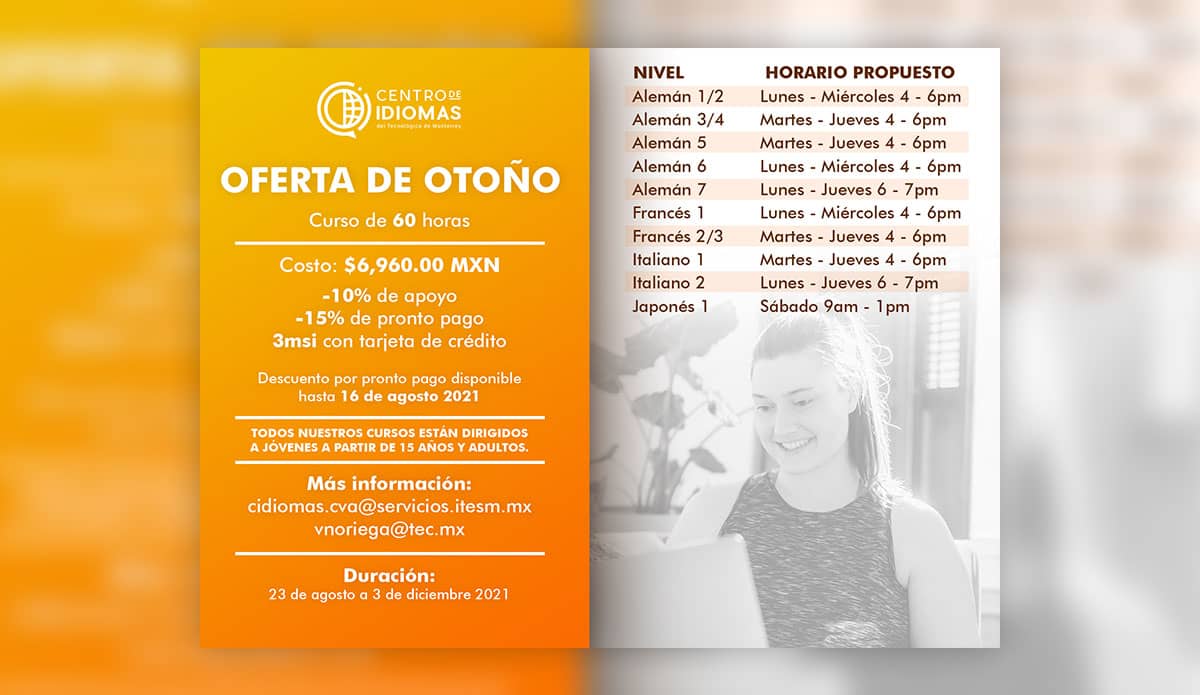 CENTRO DE
IDIOMAS
del Tecnológico de Monterrey
OFERTA DE OTOÑO
Curso de 60 horas
Costo: $6,960.00 MXN
-10% de apoyo
-15% de pronto pago
3msi con tarjeta de crédito
Descuento por pronto pago disponible
hasta 16 de agosto 2021
TODOS NUESTROS CURSOS ESTÁN DIRIGIDOS
A JÓVENES A PARTIR DE 15 AÑOS Y ADULTOS.
Más información:
cidiomas.cva@servicios.itesm.mx
vnoriega@tec.mx
Duración:
23 de agosto a 3 de diciembre 2021
NIVEL HORARIO PROPUESTO
Alemán 1/2 Lunes - Miércoles 4 - 6pm
Alemán 3/4 Martes - Jueves 4 - 6pm
Alemán 5 Martes - Jueves 4 - 6pm
Alemán 6 Lunes - Miércoles 4 - 6pm
Alemán 7 Lunes - Jueves 6 - 7pm
Francés 1 Lunes - Miércoles 4 - 6pm
Francés 2/3 Martes - Jueves 4 - 6pm
Italiano 1 Martes - Jueves 4 - 6pm
Italiano 2 Lunes - Jueves 6 - 7pm
Japonés 1 Sábado 9am - 1pm